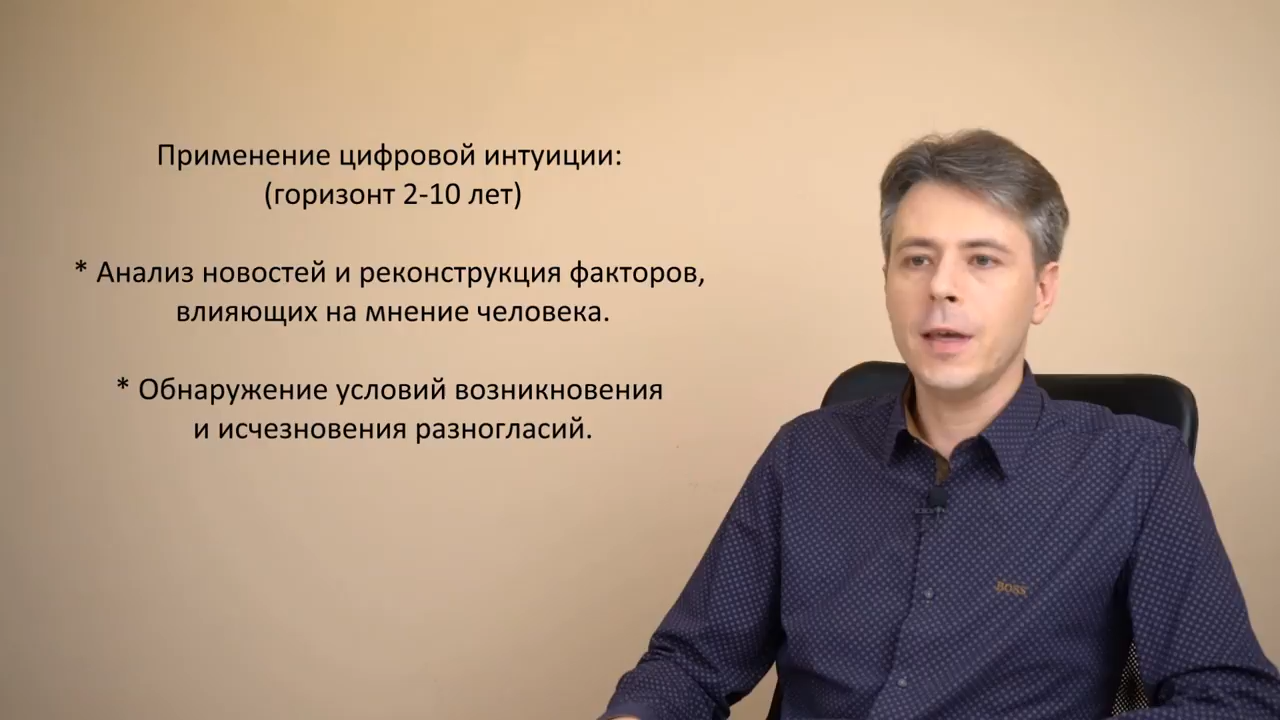 Применение цифровой интуиции:
(горизонт 2-10 лет)
* Анализ новостей и реконструкция факторов,
влияющих на мнение человека.
* Обнаружение условий возникновения
и исчезновения разногласий.
BOSS